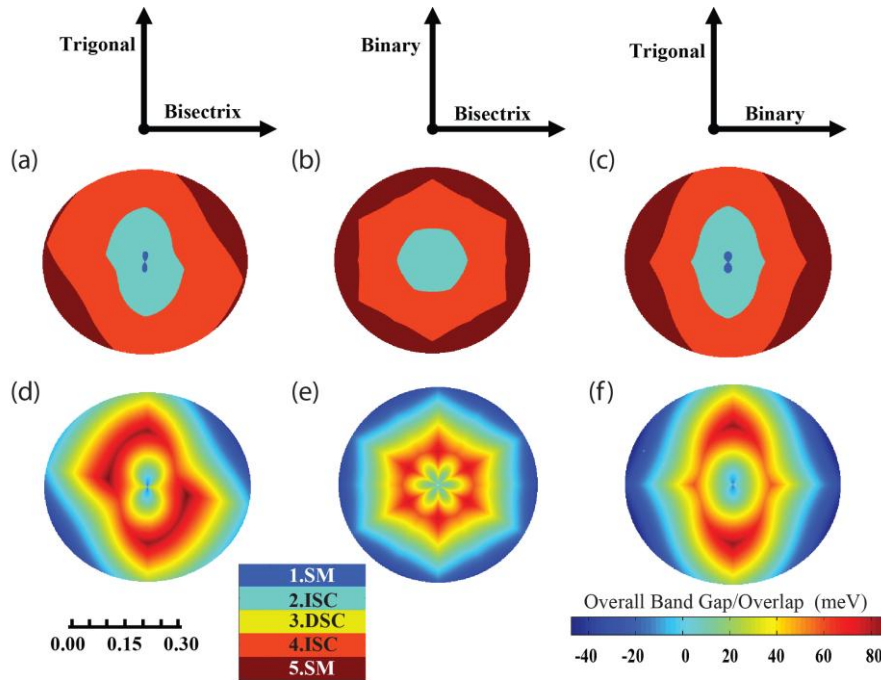 Trigonal
Bisectrix
Binary
Bisectrix
Trigonal
Binary
(a)
(b)
(c)
(d)
(e)
(f)
1.SM
2.ISC
3.DSC
4.ISC
5.SM
0.00 0.15 0.30
Overall Band Gap/Overlap (meV)
-40 -20 0 20 40 60 80